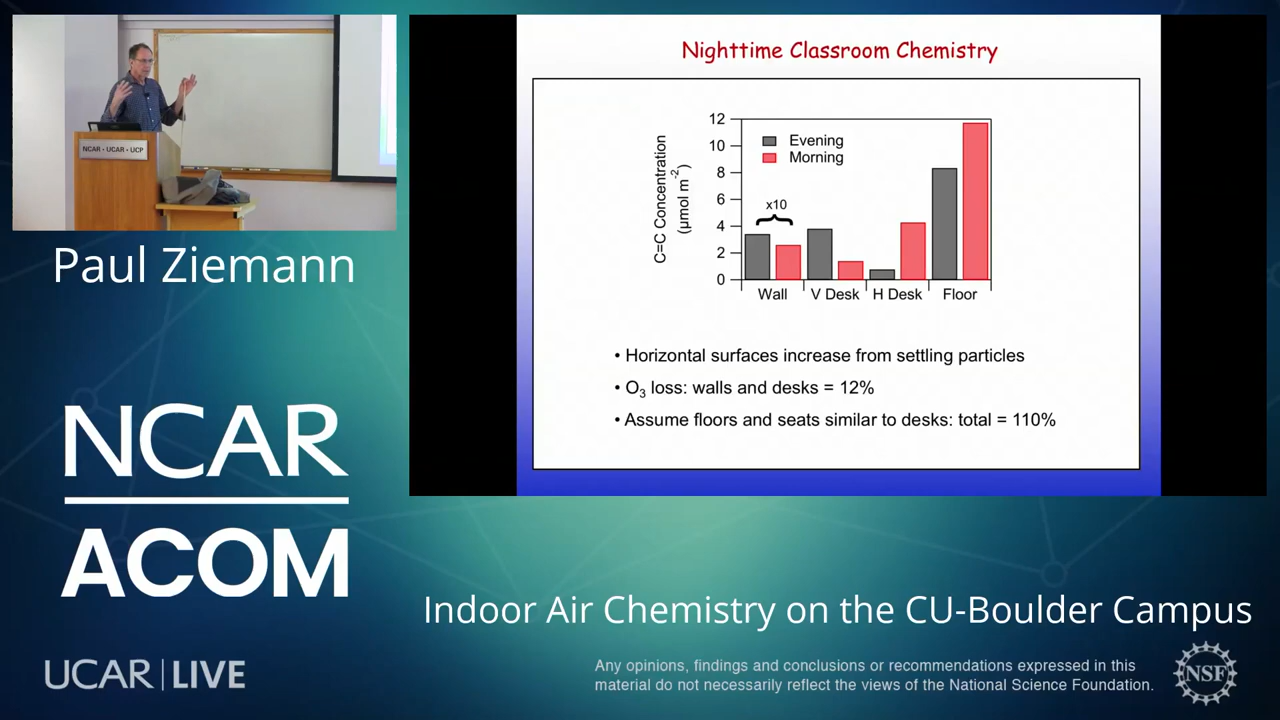 NCAR • UCAR • UCP
Paul Ziemann
NCAR
ACOM
UCAR | LIVE
Nighttime Classroom Chemistry
C=C Concentration
(µmol m⁻²)
12
10
8
6
4
2
0
Evening
Morning
x10
Wall
V Desk
H Desk
Floor
• Horizontal surfaces increase from settling particles
• O₃ loss: walls and desks = 12%
• Assume floors and seats similar to desks: total = 110%
Indoor Air Chemistry on the CU-Boulder Campus
Any opinions, findings and conclusions or recommendations expressed in this
material do not necessarily reflect the views of the National Science Foundation.
NSF